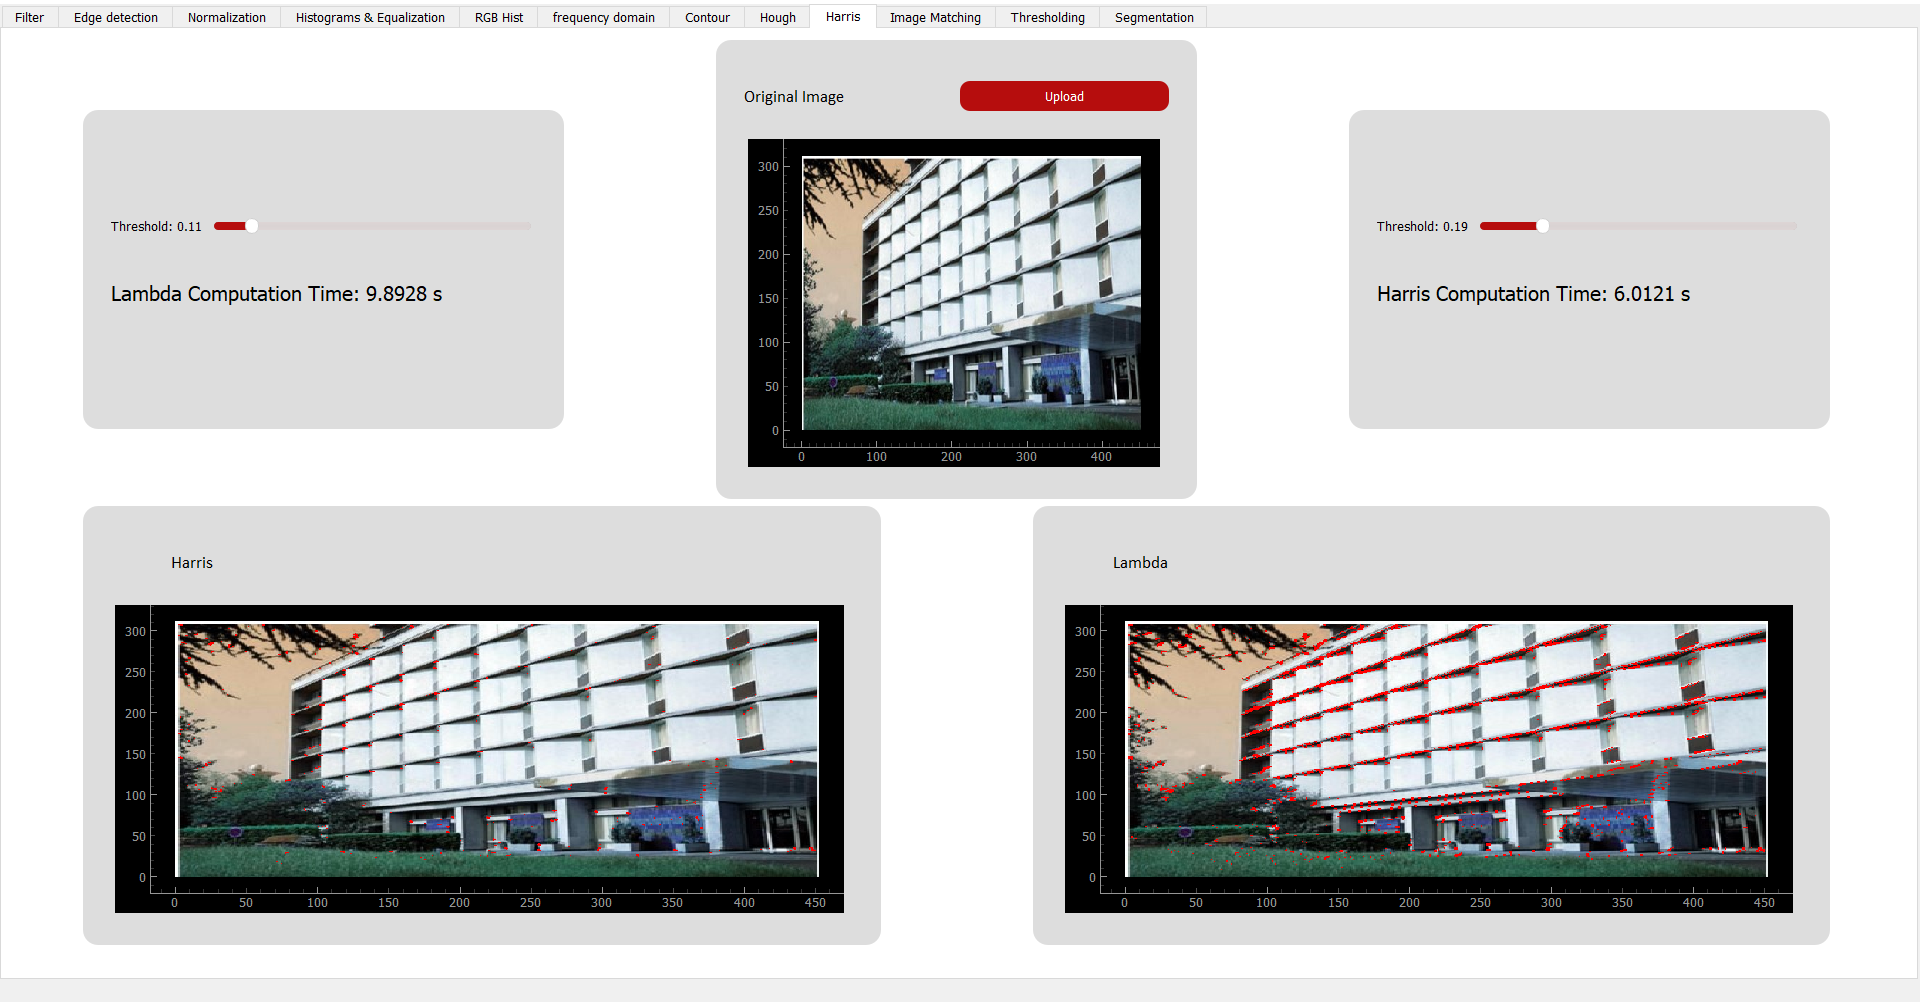 Filter Edge detection Normalization Histograms & Equalization RGB Hist frequency domain Contour Hough Harris Image Matching Thresholding Segmentation
Original Image Upload
300
250
200
150
100
50
0
0 100 200 300 400
Threshold: 0.11
Lambda Computation Time: 9.8928 s
Threshold: 0.19
Harris Computation Time: 6.0121 s
Harris
300
250
200
150
100
50
0
0 50 100 150 200 250 300 350 400 450
Lambda
300
250
200
150
100
50
0
0 50 100 150 200 250 300 350 400 450